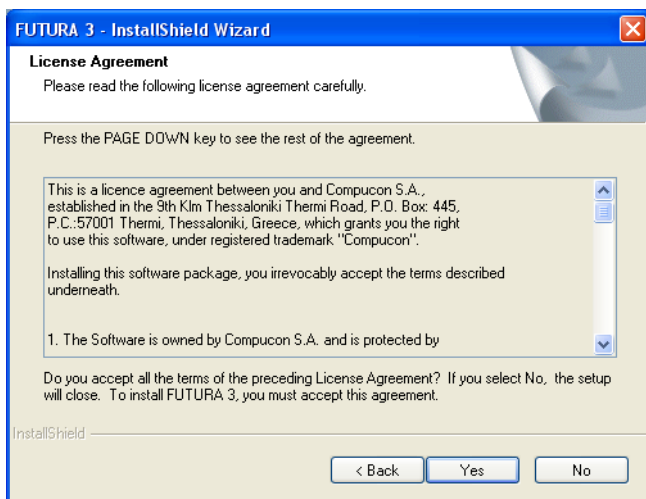 FUTURA 3 - InstallShield Wizard
License Agreement
Please read the following license agreement carefully.
Press the PAGE DOWN key to see the rest of the agreement.
This is a licence agreement between you and Compucon S.A.,
established in the 9th Klm Thessaloniki Thermi Road, P.O. Box: 445,
P.C.:57001 Thermi, Thessaloniki, Greece, which grants you the right
to use this software, under registered trademark "Compucon".
Installing this software package, you irrevocably accept the terms described
underneath.
1. The Software is owned by Compucon S.A. and is protected by
Do you accept all the terms of the preceding License Agreement? If you select No, the setup
will close. To install FUTURA 3, you must accept this agreement.
InstallShield
< Back Yes No